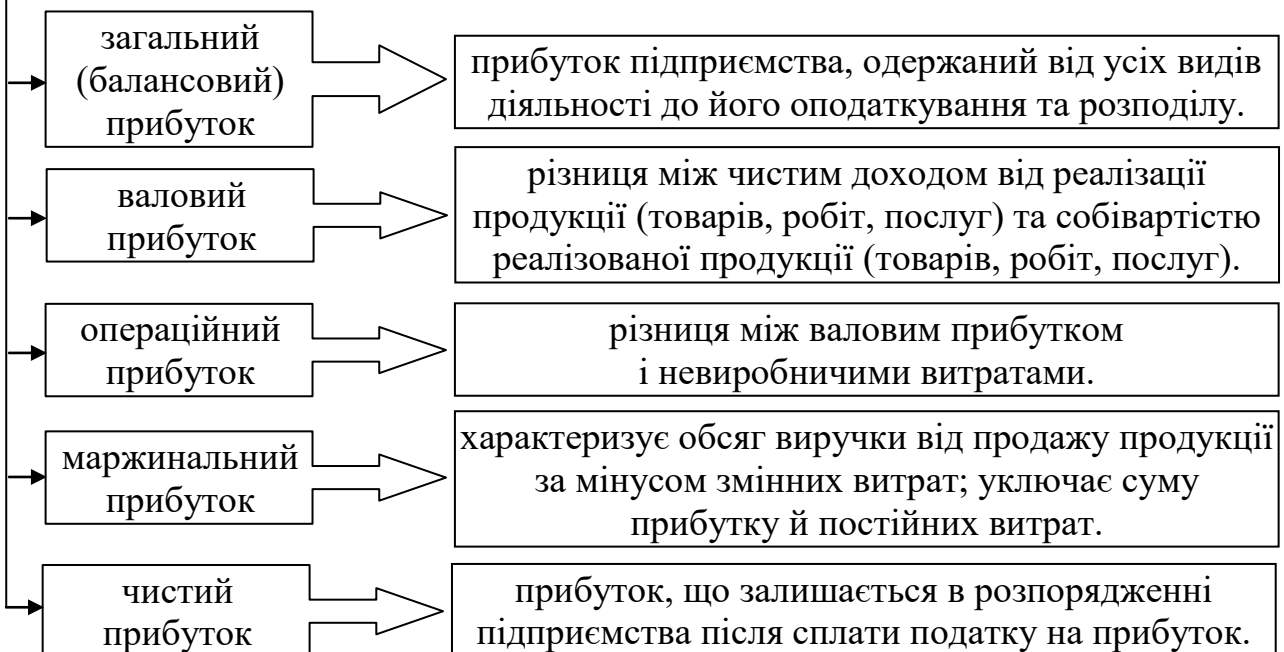 загальний
(балансовий)
прибуток
прибуток підприємства, одержаний від усіх видів
діяльності до його оподаткування та розподілу.
валовий
прибуток
різниця між чистим доходом від реалізації
продукції (товарів, робіт, послуг) та собівартістю
реалізованої продукції (товарів, робіт, послуг).
операційний
прибуток
різниця між валовим прибутком
і невиробничими витратами.
маржинальний
прибуток
характеризує обсяг виручки від продажу продукції
за мінусом змінних витрат; уключає суму
прибутку й постійних витрат.
чистий
прибуток
прибуток, що залишається в розпорядженні
підприємства після сплати податку на прибуток.